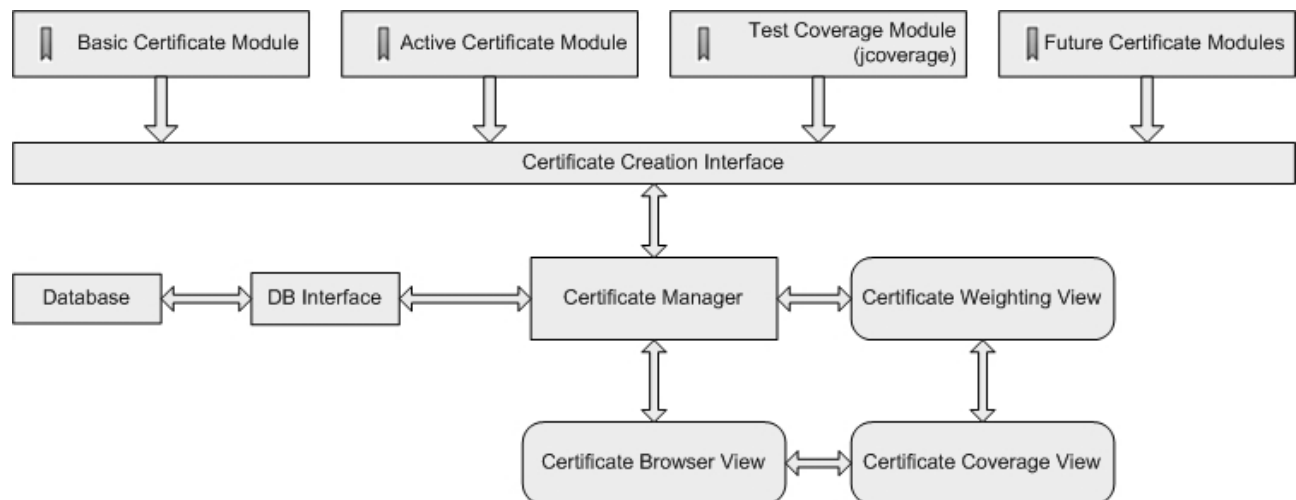 Basic Certificate Module
Active Certificate Module
Test Coverage Module
(jcoverage)
Future Certificate Modules
Certificate Creation Interface
Database
DB Interface
Certificate Manager
Certificate Weighting View
Certificate Browser View
Certificate Coverage View